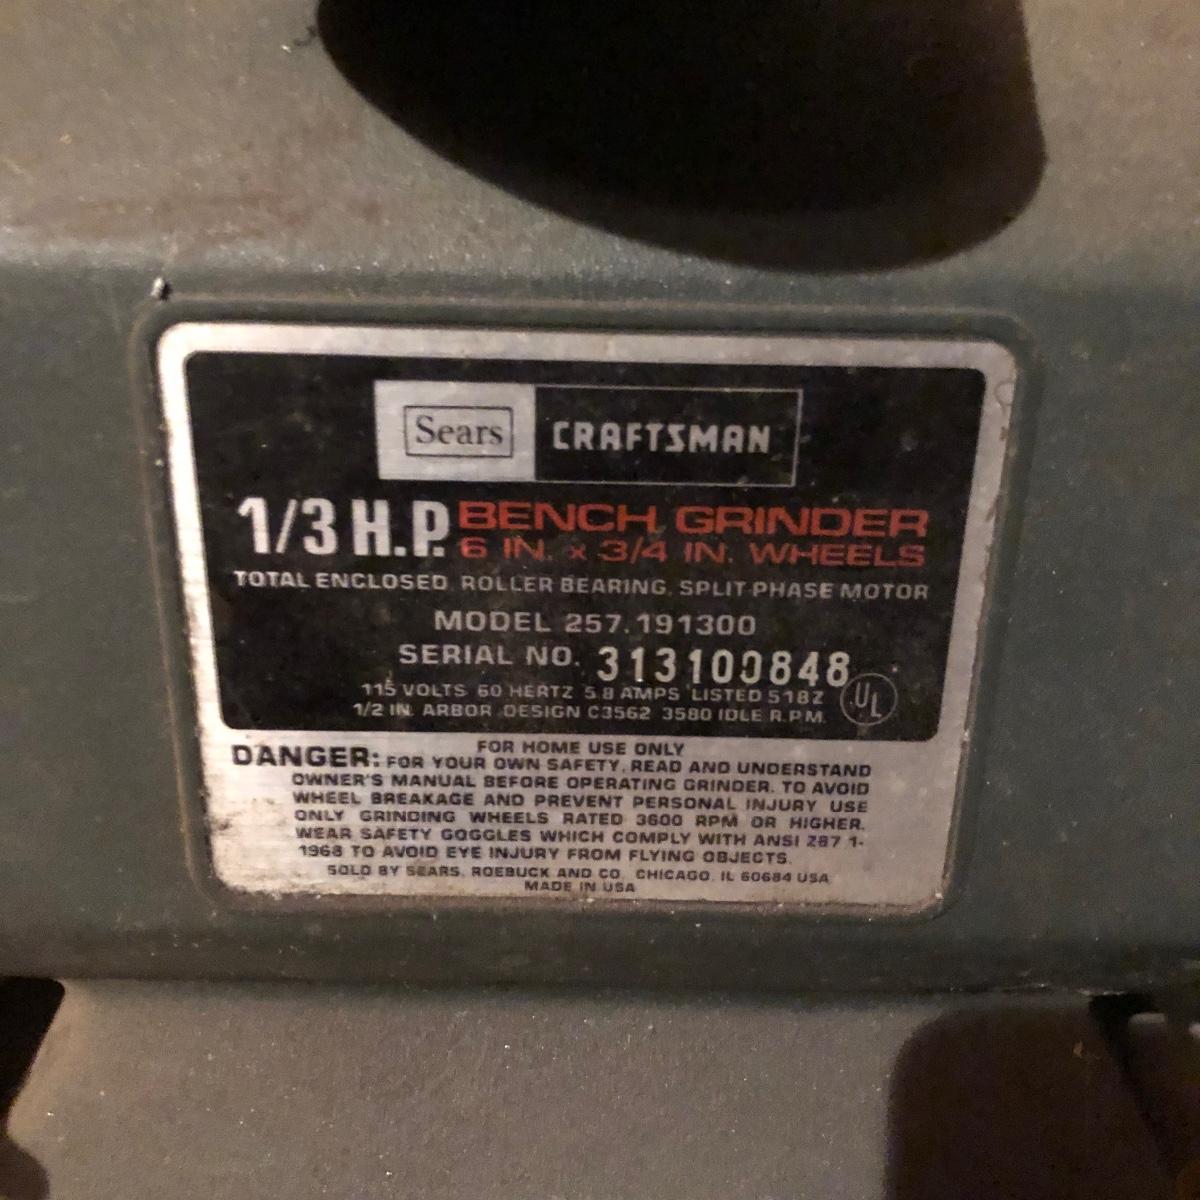 Sears CRAFTSMAN
1/3 H.P. BENCH GRINDER
6 IN. x 3/4 IN. WHEELS
TOTAL ENCLOSED, ROLLER BEARING, SPLIT-PHASE MOTOR
MODEL 257.191300
SERIAL NO. 313100848
115 VOLTS 60 HERTZ 5.8 AMPS LISTED 518Z
1/2 IN. ARBOR DESIGN C3562 3580 IDLE R.P.M.
UL
FOR HOME USE ONLY
DANGER: FOR YOUR OWN SAFETY, READ AND UNDERSTAND
OWNER'S MANUAL BEFORE OPERATING GRINDER. TO AVOID
WHEEL BREAKAGE AND PREVENT PERSONAL INJURY USE
ONLY GRINDING WHEELS RATED 3600 RPM OR HIGHER.
WEAR SAFETY GOGGLES WHICH COMPLY WITH ANSI Z87 1-
1968 TO AVOID EYE INJURY FROM FLYING OBJECTS.
SOLD BY SEARS, ROEBUCK AND CO. CHICAGO, IL 60684 USA
MADE IN USA